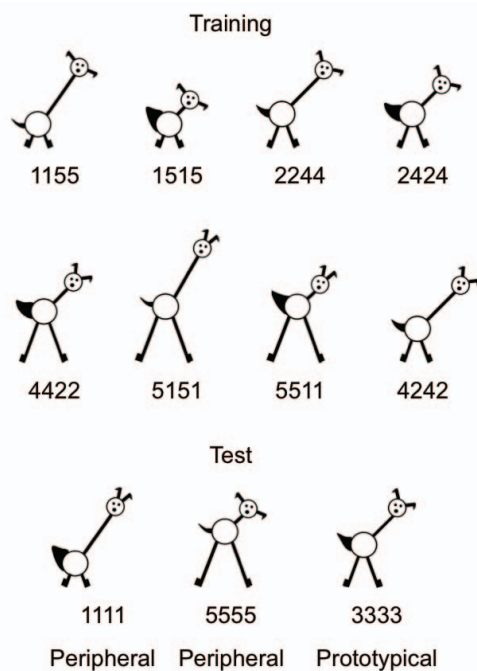 Training
1155 1515 2244 2424
4422 5151 5511 4242
Test
1111 5555 3333
Peripheral Peripheral Prototypical